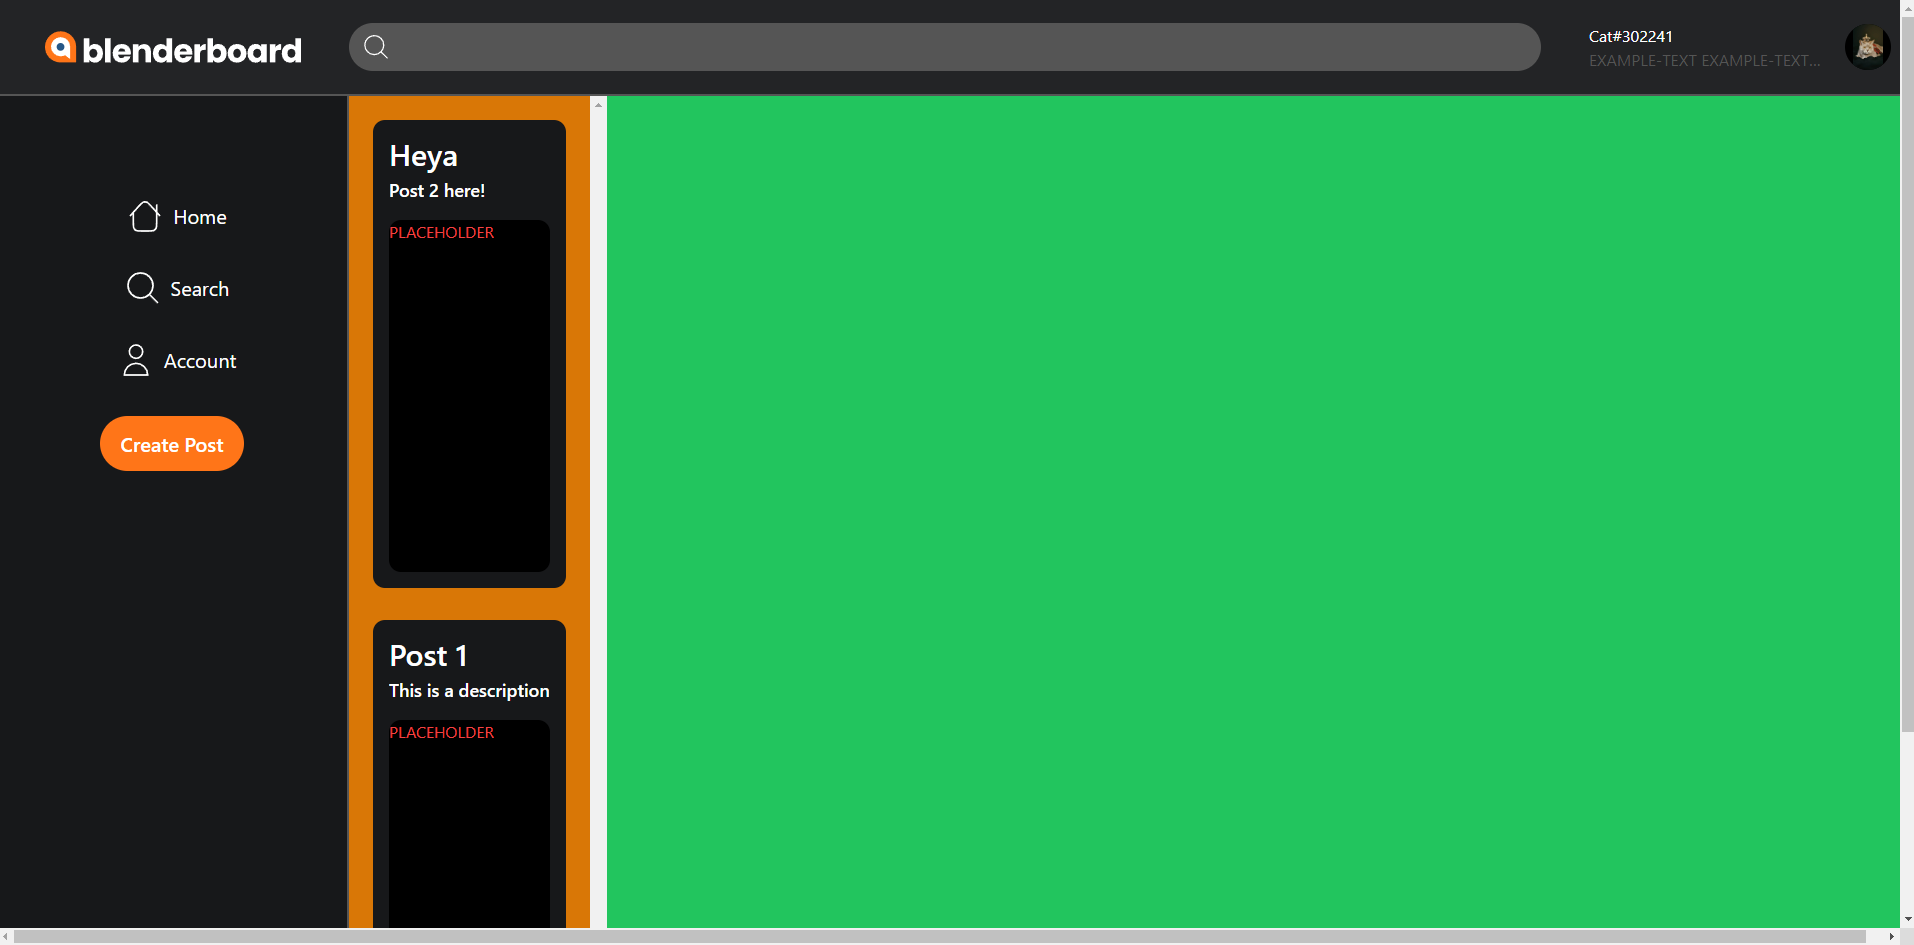 blenderboard
Cat#302241
EXAMPLE-TEXT EXAMPLE-TEXT...
Home
Search
Account
Create Post
Heya
Post 2 here!
PLACEHOLDER
Post 1
This is a description
PLACEHOLDER